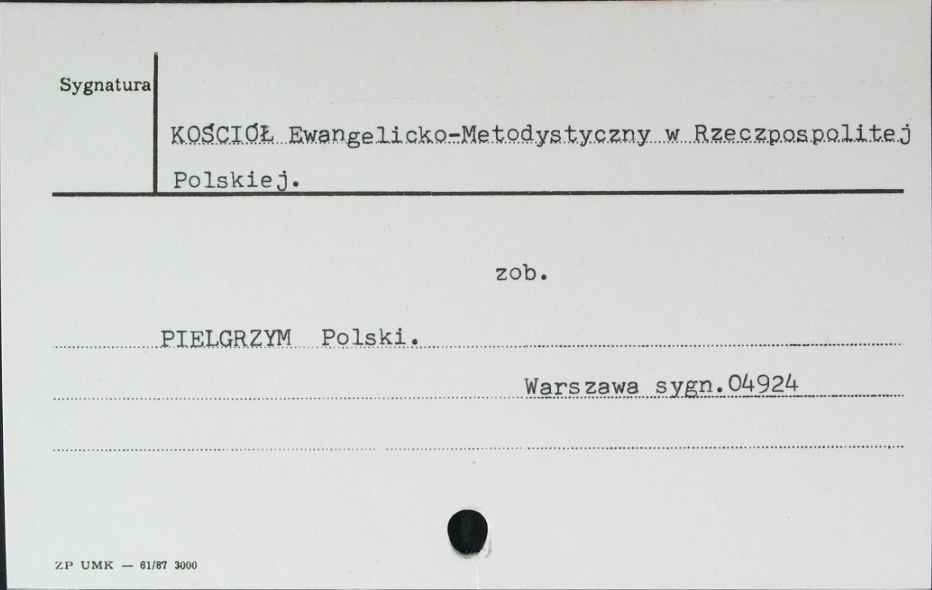 Sygnatura
KOŚCIÓŁ Ewangelicko-Metodystyczny w Rzeczpospolitej
Polskiej.
zob.
PIELGRZYM Polski.
Warszawa sygn.04924
ZP UMK — 61/87 3000